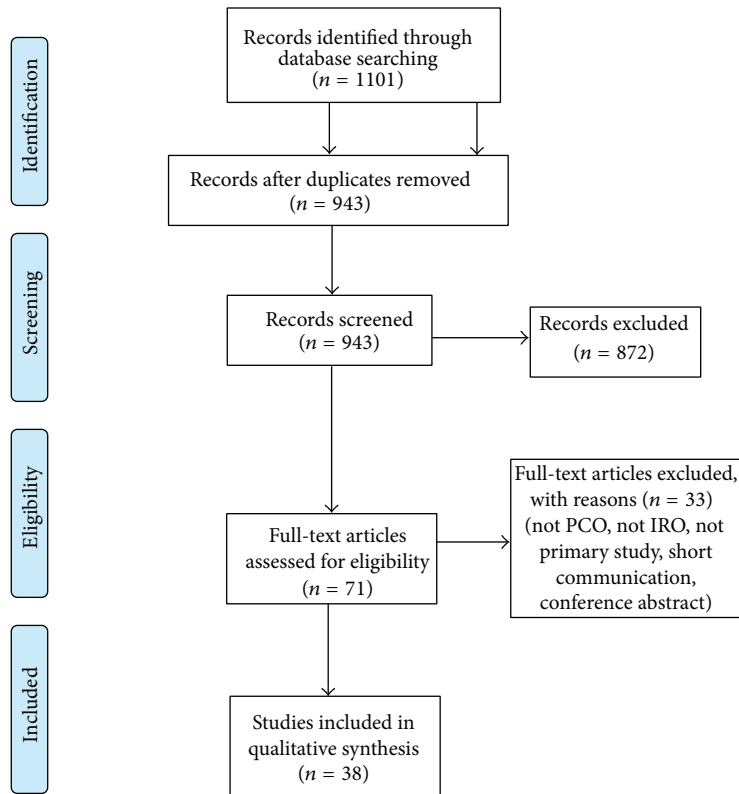 Identification
Records identified through
database searching
(n = 1101)
Records after duplicates removed
(n = 943)
Screening
Records screened
(n = 943)
Records excluded
(n = 872)
Eligibility
Full-text articles
assessed for eligibility
(n = 71)
Full-text articles excluded,
with reasons (n = 33)
(not PCO, not IRO, not
primary study, short
communication,
conference abstract)
Included
Studies included in
qualitative synthesis
(n = 38)